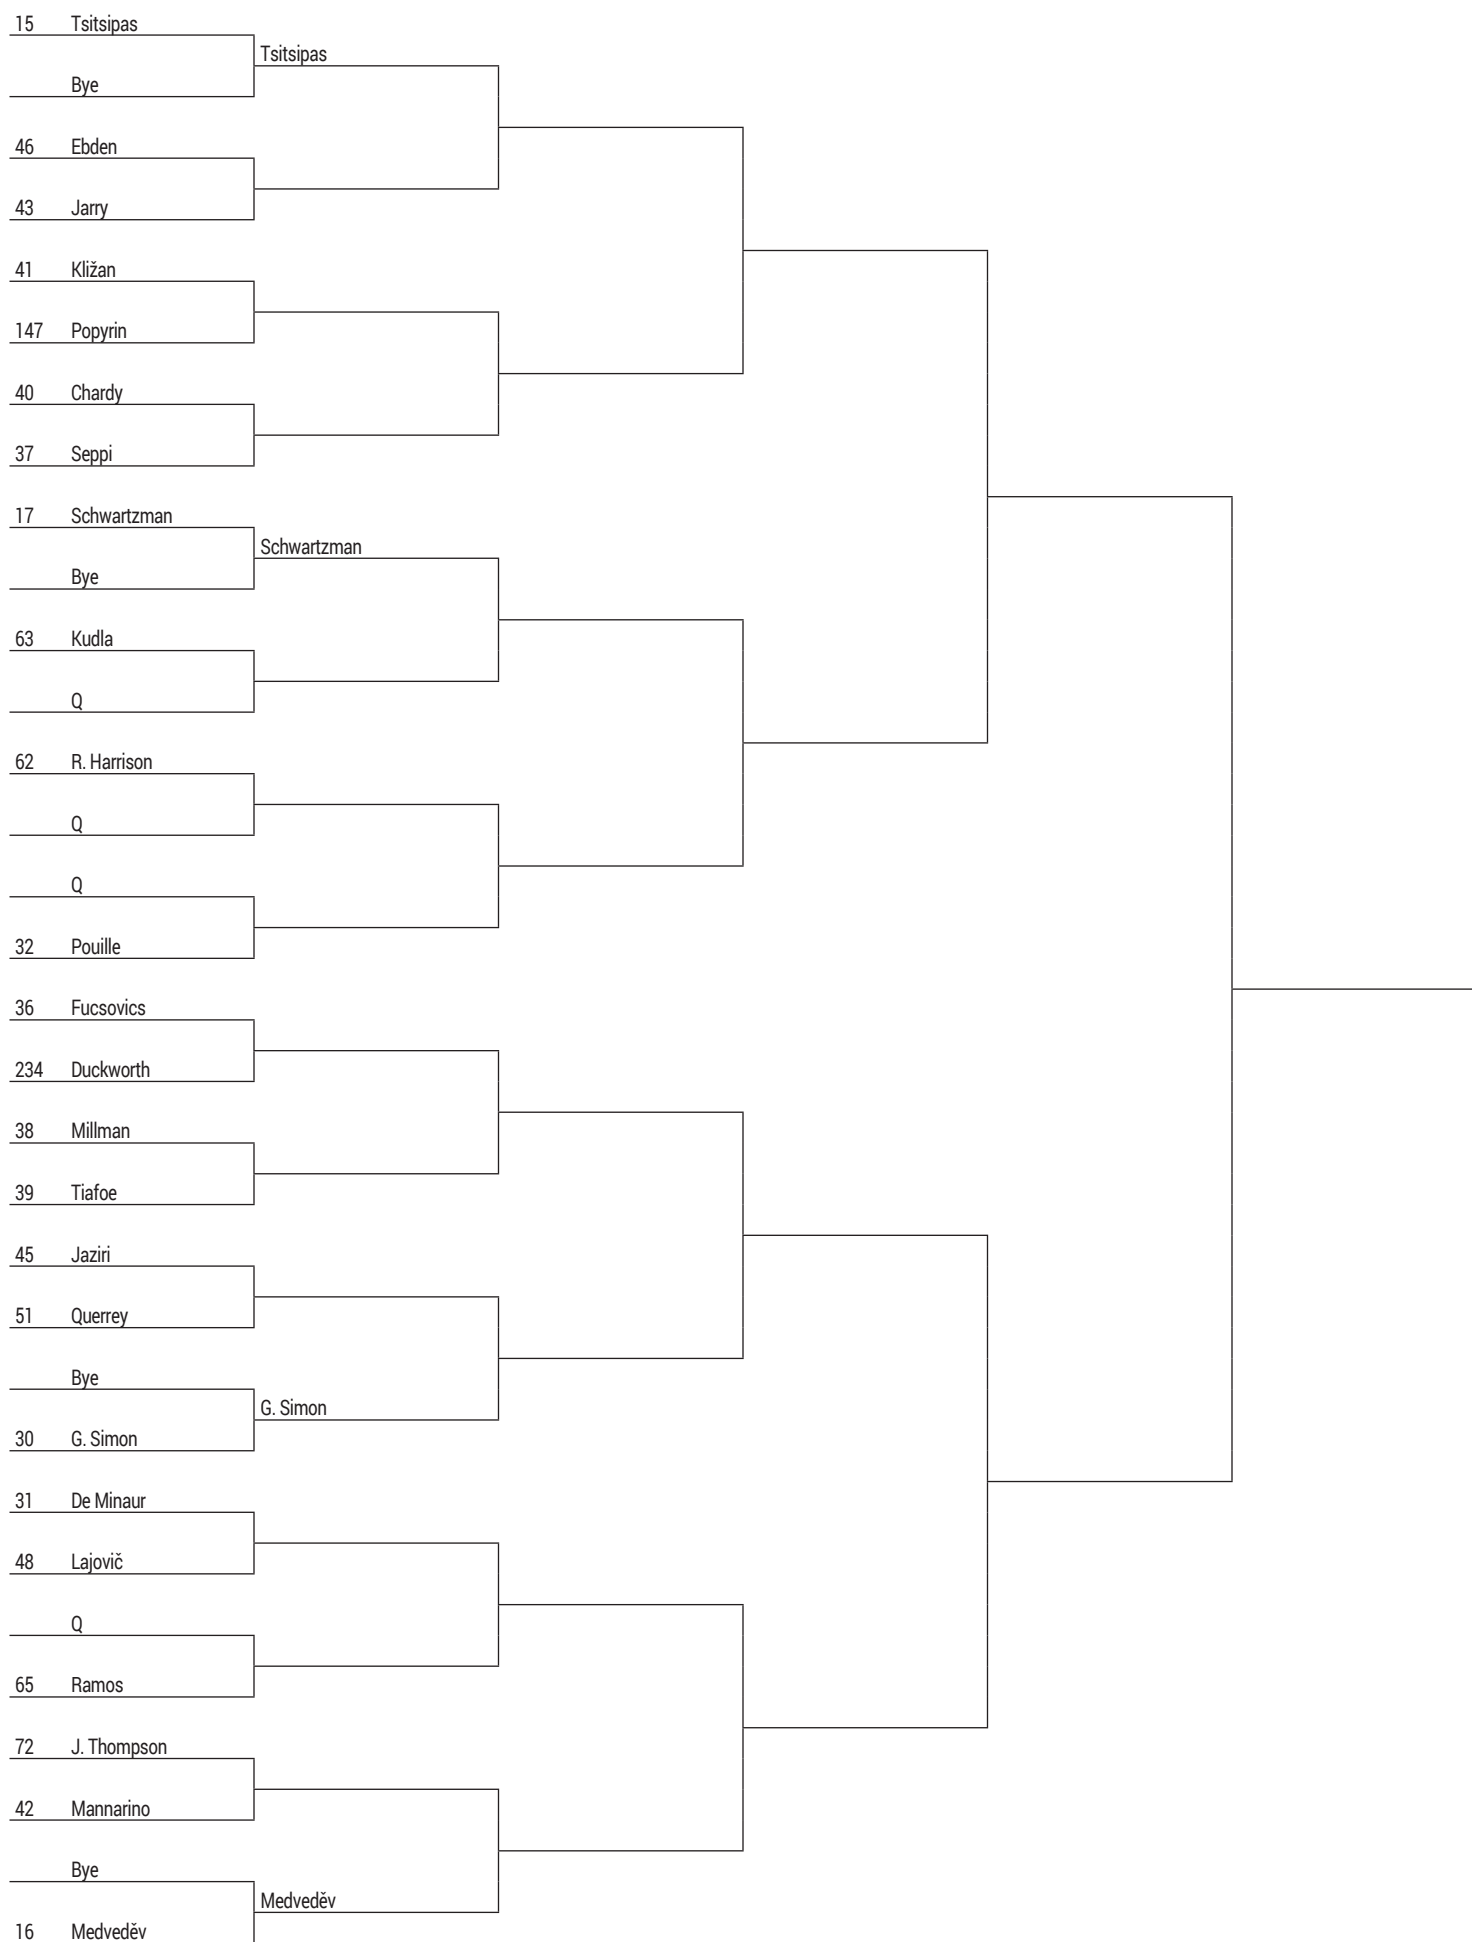 15 Tsitsipas
Tsitsipas
Bye
46 Ebden
43 Jarry
41 Kližan
147 Popyrin
40 Chardy
37 Seppi
17 Schwartzman
Schwartzman
Bye
63 Kudla
Q
62 R. Harrison
Q
Q
32 Pouille
36 Fucsovics
234 Duckworth
38 Millman
39 Tiafoe
45 Jaziri
51 Querrey
Bye
G. Simon
30 G. Simon
31 De Minaur
48 Lajovič
Q
65 Ramos
72 J. Thompson
42 Mannarino
Bye
Medveděv
16 Medveděv